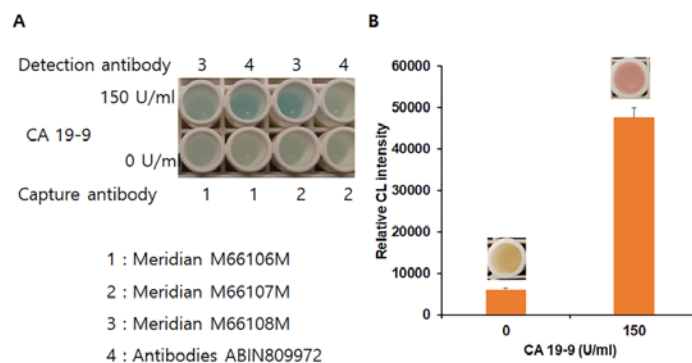 A
Detection antibody 3 4 3 4
150 U/ml
CA 19-9
0 U/ml
Capture antibody 1 1 2 2
1 : Meridian M66106M
2 : Meridian M66107M
3 : Meridian M66108M
4 : Antibodies ABIN809972
B
60000
50000
40000
30000
20000
10000
0
Relative CL intensity
0 150
CA 19-9 (U/ml)